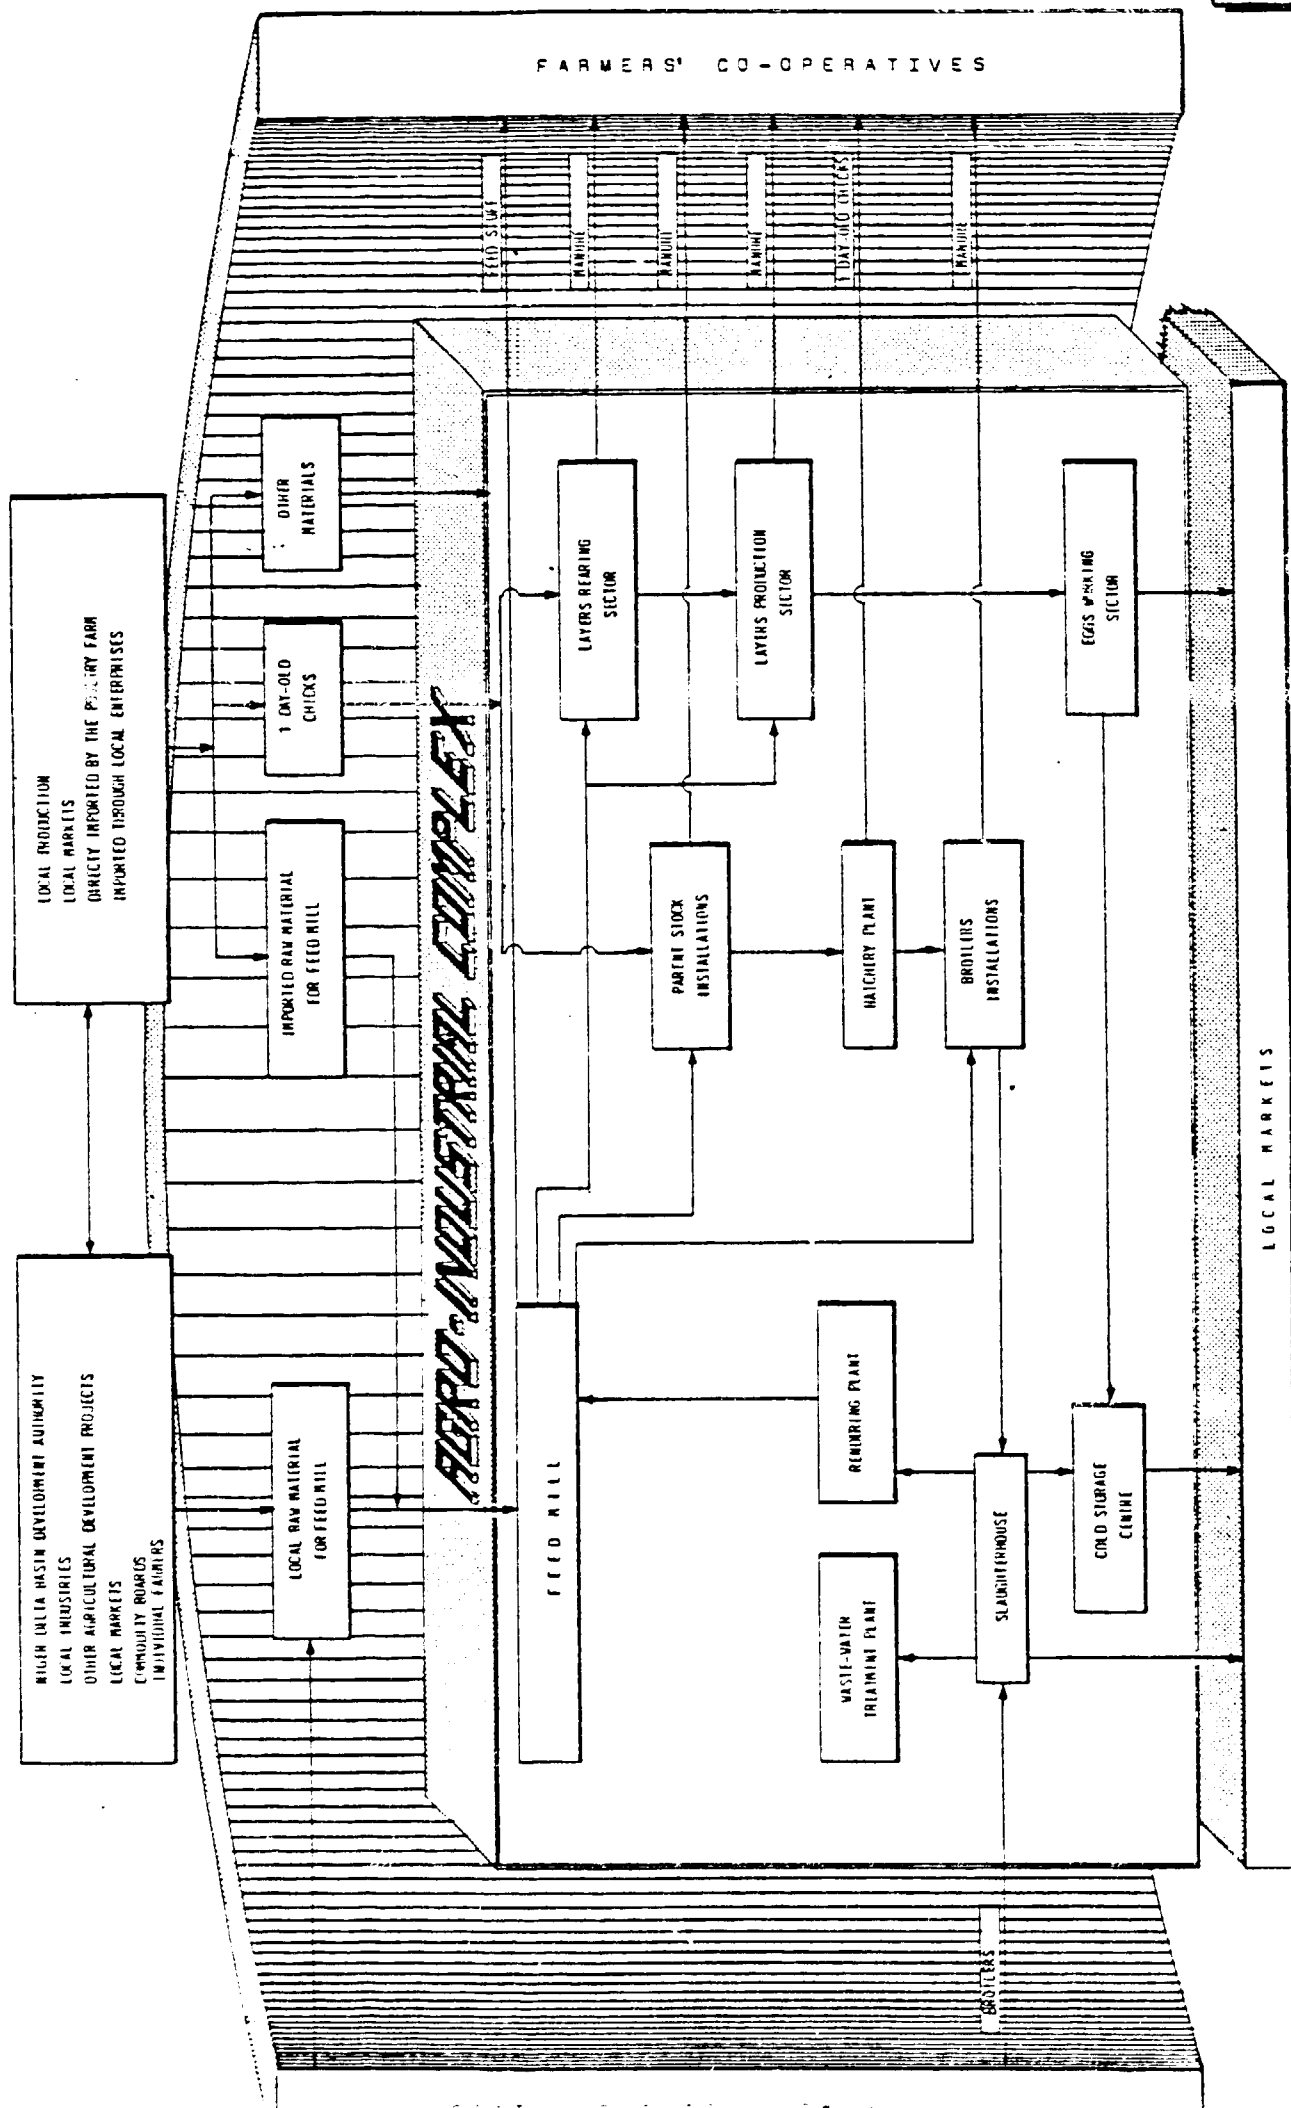 FARMERS' CO-OPERATIVES
NIGER DELTA BASIN DEVELOPMENT AUTHORITY
LOCAL INDUSTRIES
OTHER AGRICULTURAL DEVELOPMENT PROJECTS
LOCAL MARKETS
COMMODITY BOARDS
INDIVIDUAL FARMERS
LOCAL PRODUCTION
LOCAL MARKETS
DIRECTY IMPORTED BY THE POULTRY FARM
IMPORTED THROUGH LOCAL ENTERPRISES
LOCAL RAW MATERIAL
FOR FEED MILL
IMPORTED RAW MATERIAL
FOR FEED MILL
1 DAY-OLD
CHICKS
OTHER
MATERIALS
AGRO-INDUSTRIAL COMPLEX
FEED STUFF
MANURE
MANURE
MANURE
1 DAY-OLD CHICKS
MANURE
FEED MILL
LAYERS REARING
SECTOR
PARENT STOCK
INSTALLATIONS
LAYERS PRODUCTION
SECTOR
WASTE-WATER
TREATMENT PLANT
RENDERING PLANT
HATCHERY PLANT
BROILERS
INSTALLATIONS
SLAUGHTERHOUSE
BROILERS
COLD STORAGE
CENTRE
EGGS WORKING
SECTOR
LOCAL MARKETS